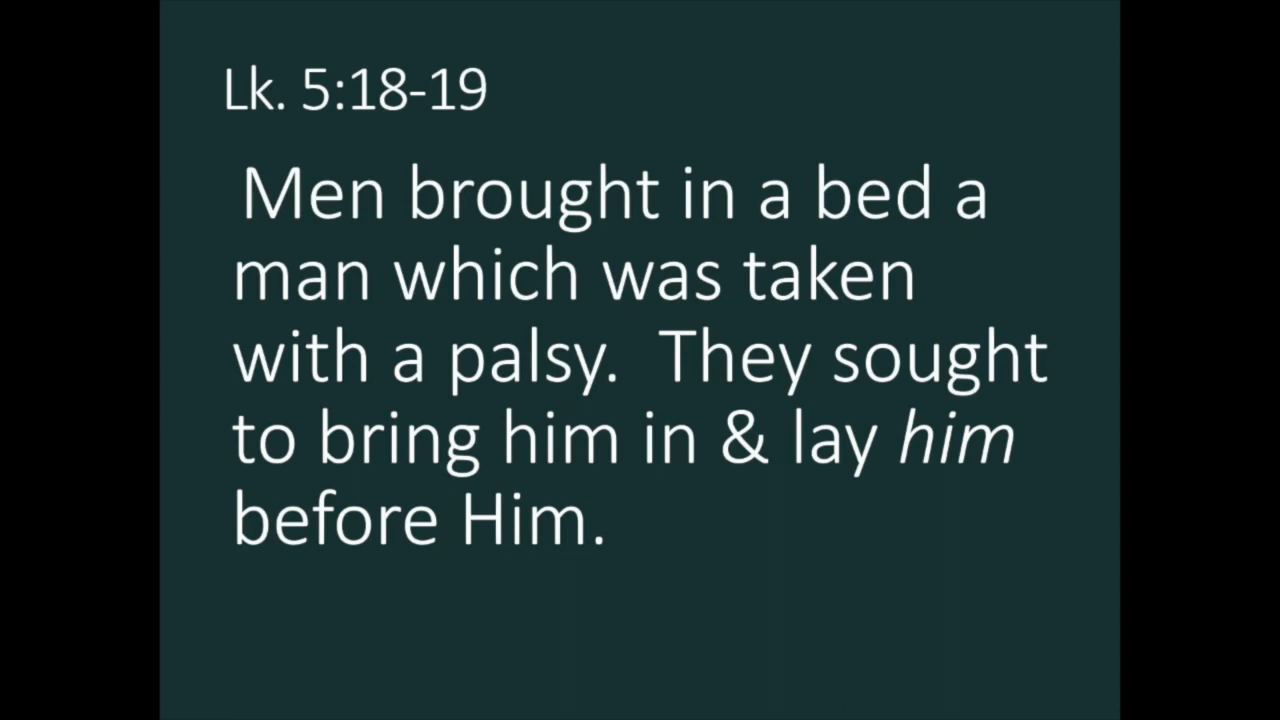 Lk. 5:18-19
Men brought in a bed a
man which was taken
with a palsy.  They sought
to bring him in & lay him
before Him.